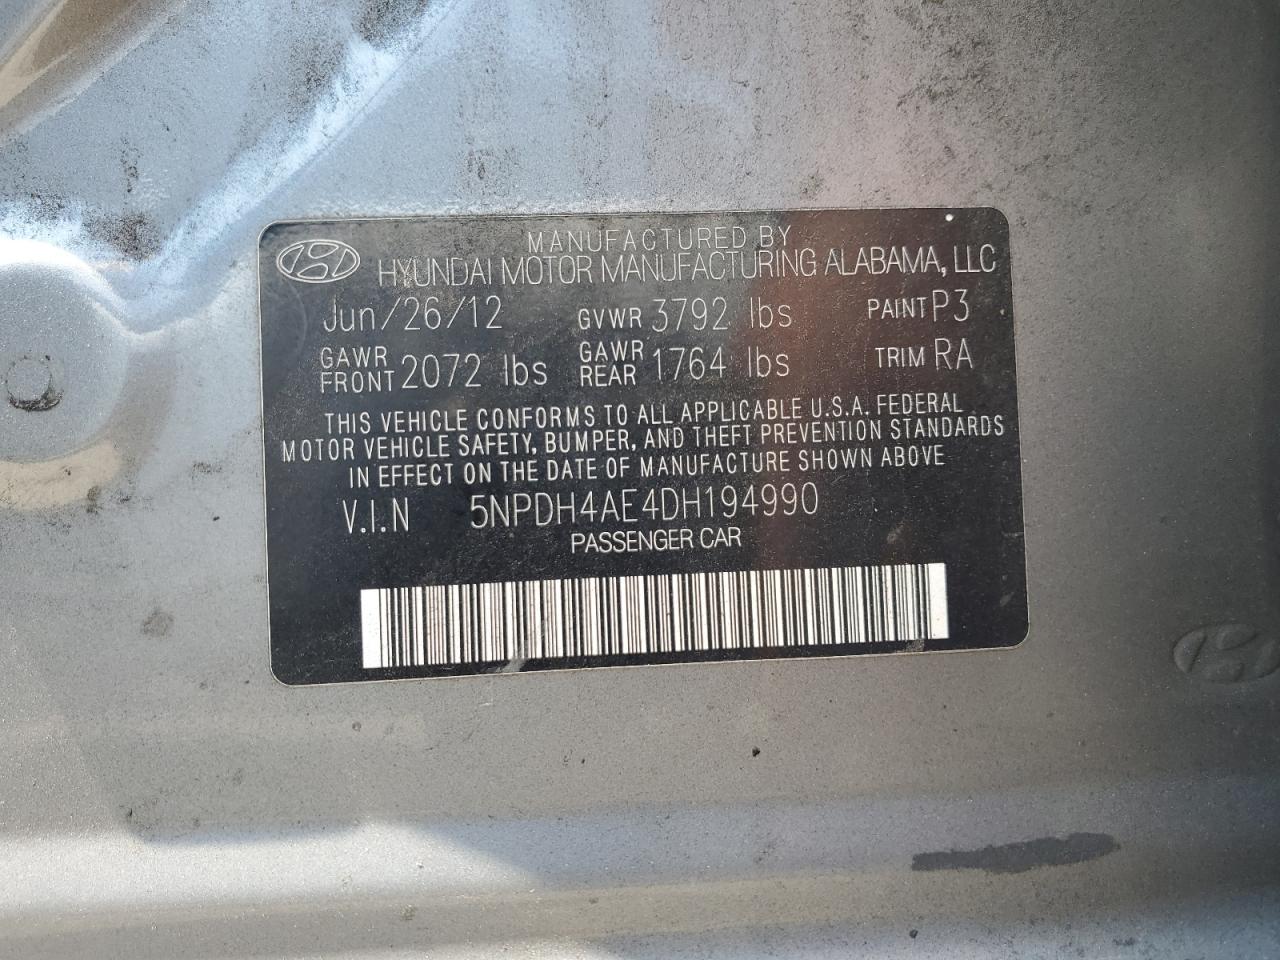 MANUFACTURED BY
HYUNDAI MOTOR MANUFACTURING ALABAMA, LLC
Jun/26/12 GVWR 3792 lbs PAINT P3
GAWR FRONT 2072 lbs GAWR REAR 1764 lbs TRIM RA
THIS VEHICLE CONFORMS TO ALL APPLICABLE U.S.A. FEDERAL
MOTOR VEHICLE SAFETY, BUMPER, AND THEFT PREVENTION STANDARDS
IN EFFECT ON THE DATE OF MANUFACTURE SHOWN ABOVE
V.I.N 5NPDH4AE4DH194990
PASSENGER CAR